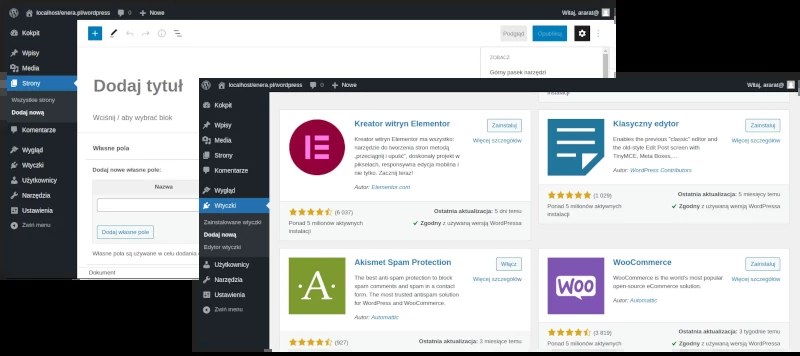 localhost/enera.pl/wordpress 0 Nowe Witaj, ararat@
Kokpit
Wpisy
Media
Strony
Wszystkie strony
Dodaj nową
Komentarze
Wygląd
Wtyczki
Użytkownicy
Narzędzia
Ustawienia
Zwiń menu
Podgląd Opublikuj
ZOBACZ
Górny pasek narzędzi
Dodaj tytuł
Wciśnij / aby wybrać blok
Własne pola
Dodaj nowe własne pole:
Nazwa
Dodaj własne pole
Własne pola są używane w celu dodania
Dokument
localhost/enera.pl/wordpress 0 Nowe Witaj, ararat@
Kokpit
Wpisy
Media
Strony
Komentarze
Wygląd
Wtyczki
Zainstalowane wtyczki
Dodaj nową
Edytor wtyczki
Użytkownicy
Narzędzia
Ustawienia
Zwiń menu
instalacji
Kreator witryn Elementor
Zainstaluj
Więcej szczegółów
Kreator witryn Elementor ma wszystko:
narzędzie do tworzenia stron metodą
„przeciągnij i upuść”, doskonały projekt w
pikselach, responsywna edycja mobilna i
nie tylko. Zacznij teraz!
Autor: Elementor.com
(6 037)
Ostatnia aktualizacja: 5 dni temu
Ponad 5 milionów aktywnych
instalacji
Zgodny z używaną wersją WordPressa
Klasyczny edytor
Zainstaluj
Więcej szczegółów
Enables the previous "classic" editor and
the old-style Edit Post screen with
TinyMCE, Meta Boxes,…
Autor: WordPress Contributors
(1 029)
Ostatnia aktualizacja: 5 miesięcy temu
Ponad 5 milionów aktywnych
instalacji
Zgodny z używaną wersją WordPressa
Akismet Spam Protection
Włącz
Więcej szczegółów
The best anti-spam protection to block
spam comments and spam in a contact
form. The most trusted antispam solution
for WordPress and WooCommerce.
Autor: Automattic
(927)
Ostatnia aktualizacja: 3 miesiące temu
WooCommerce
Zainstaluj
Więcej szczegółów
WooCommerce is the world's most popular
open-source eCommerce solution.
Autor: Automattic
Woo
(3 819)
Ostatnia aktualizacja: 3 tygodnie temu
Ponad 5 milionów aktywnych
instalacji
Zgodny z używaną wersją WordPressa